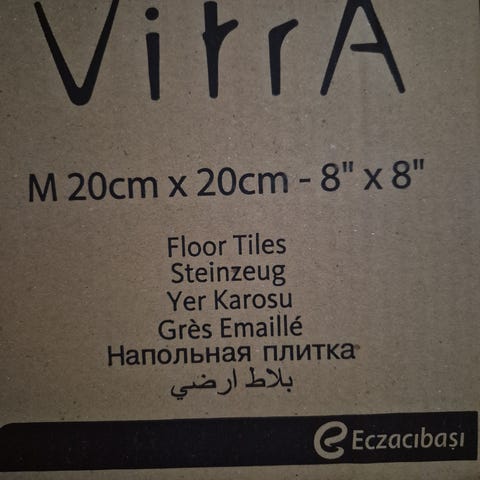 VitrA
M 20cm x 20cm - 8" x 8"
Floor Tiles
Steinzeug
Yer Karosu
Grès Emaillé
Напольная плитка
بلاط ارضي
Eczacıbaşı